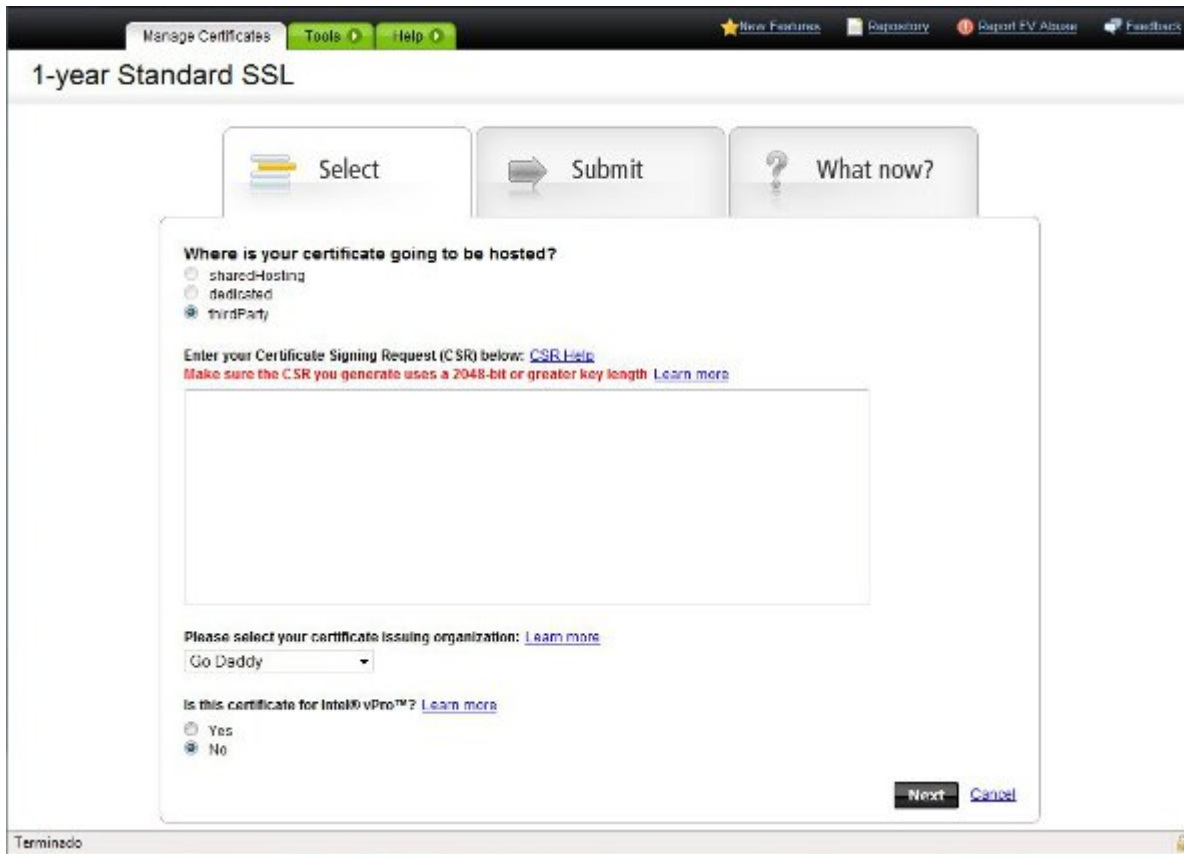 Manage Certificates
Tools
Help
New Features
Repository
Report EV Abuse
Feedback
1-year Standard SSL
Select
Submit
What now?
Where is your certificate going to be hosted?
sharedHosting
dedicated
thirdParty
Enter your Certificate Signing Request (CSR) below: CSR Help
Make sure the CSR you generate uses a 2048-bit or greater key length Learn more
Please select your certificate issuing organization: Learn more
Go Daddy
Is this certificate for Intel® vPro™? Learn more
Yes
No
Next
Cancel
Terminado